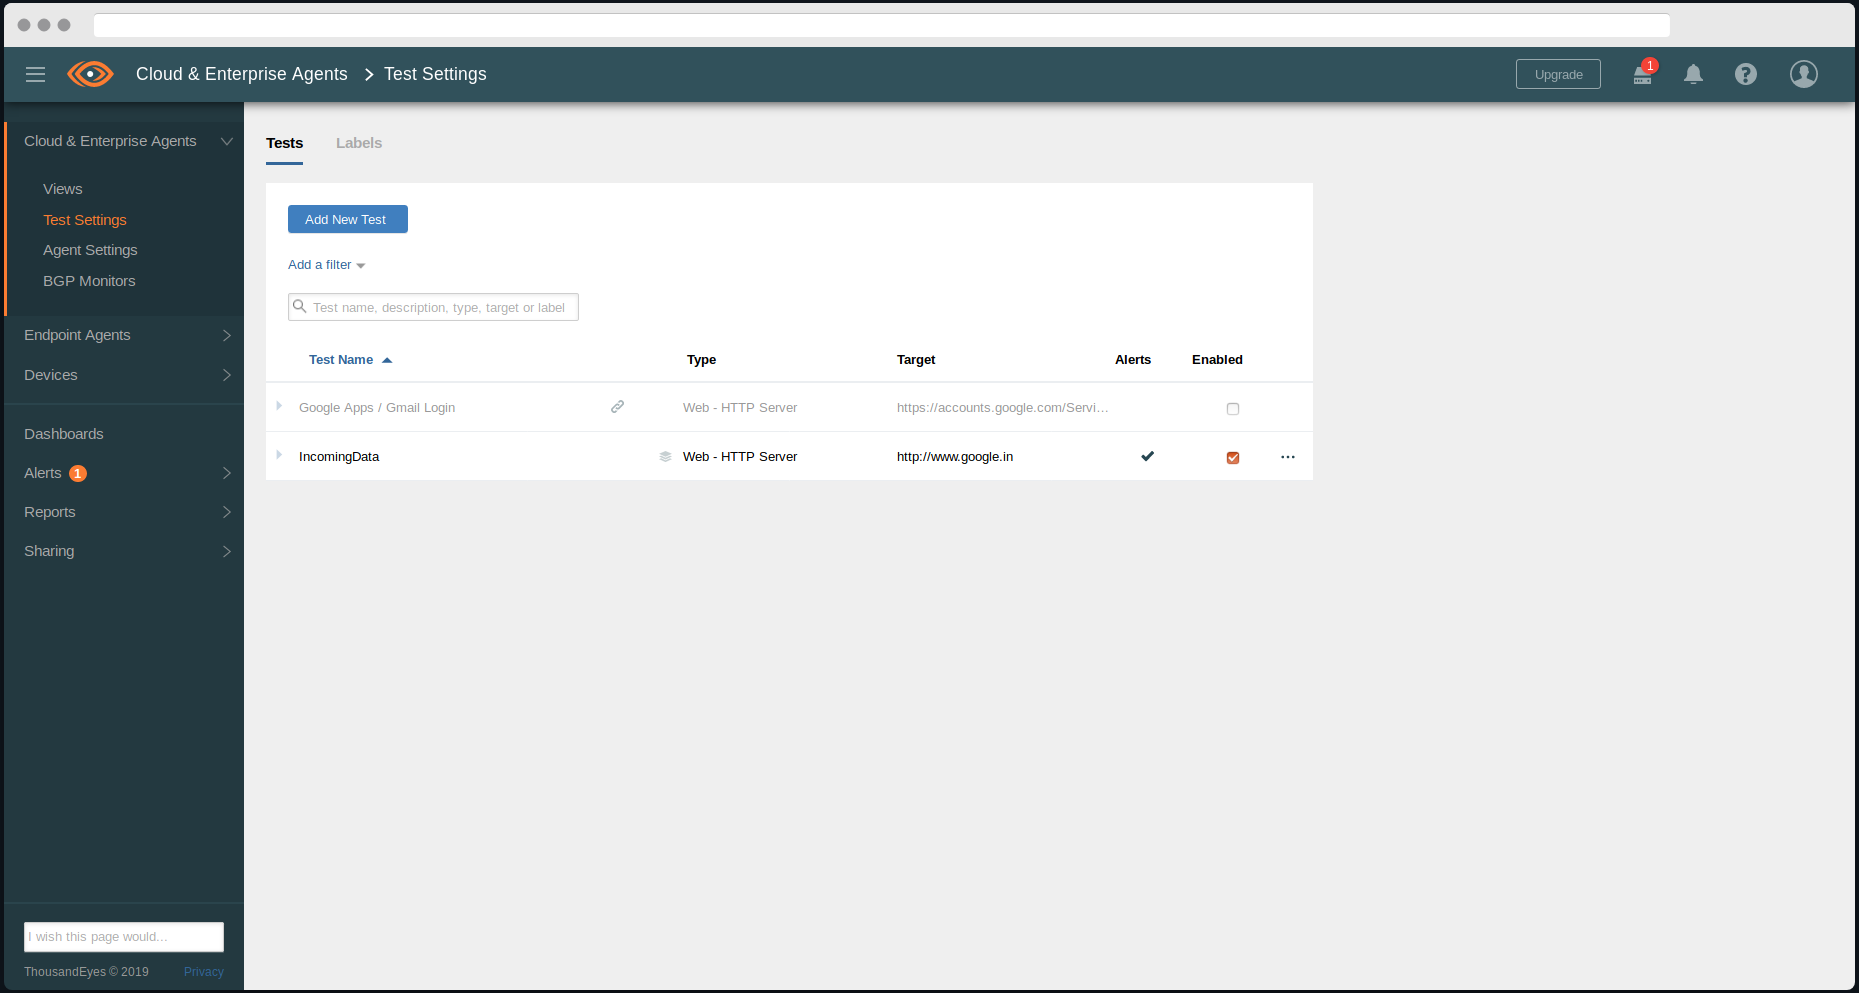 Cloud & Enterprise Agents > Test Settings
Upgrade
1
Cloud & Enterprise Agents
Views
Test Settings
Agent Settings
BGP Monitors
Endpoint Agents
Devices
Dashboards
Alerts 1
Reports
Sharing
I wish this page would...
ThousandEyes © 2019 Privacy
Tests Labels
Add New Test
Add a filter
Test name, description, type, target or label
Test Name Type Target Alerts Enabled
Google Apps / Gmail Login Web - HTTP Server https://accounts.google.com/Servi...
IncomingData Web - HTTP Server http://www.google.in